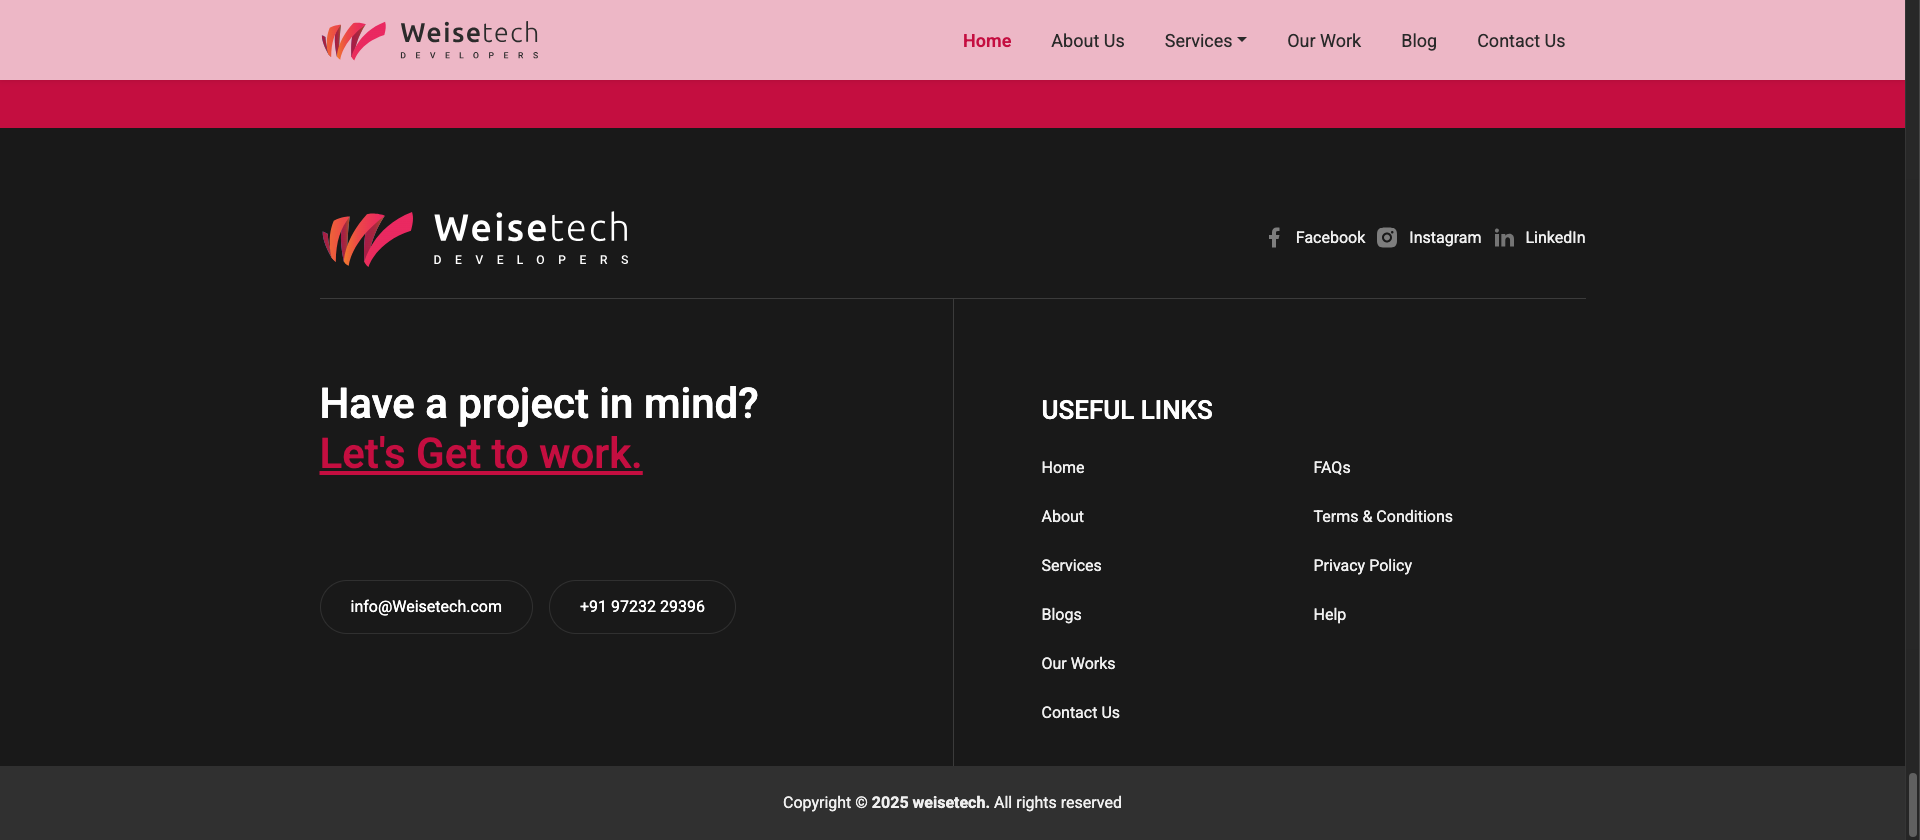 Weisetech
DEVELOPERS
Home About Us Services Our Work Blog Contact Us
Weisetech
DEVELOPERS
Facebook Instagram LinkedIn
Have a project in mind?
Let's Get to work.
info@Weisetech.com +91 97232 29396
USEFUL LINKS
Home
About
Services
Blogs
Our Works
Contact Us
FAQs
Terms & Conditions
Privacy Policy
Help
Copyright © 2025 weisetech. All rights reserved